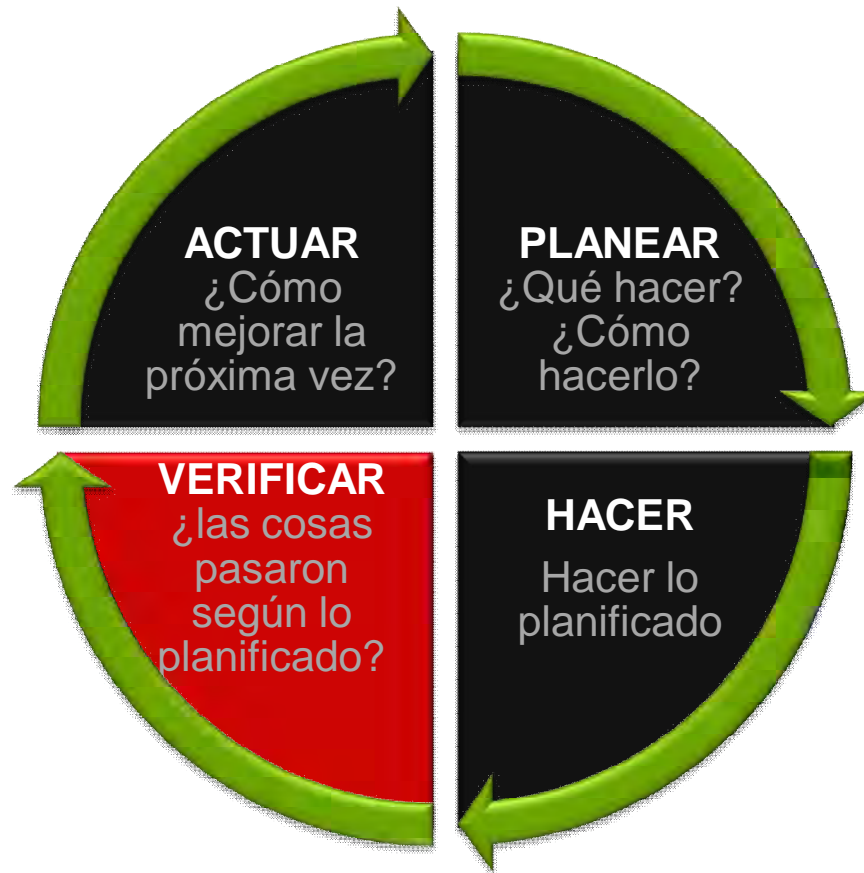 ACTUAR
¿Cómo
mejorar la
próxima vez?
PLANEAR
¿Qué hacer?
¿Cómo
hacerlo?
VERIFICAR
¿las cosas
pasaron
según lo
planificado?
HACER
Hacer lo
planificado